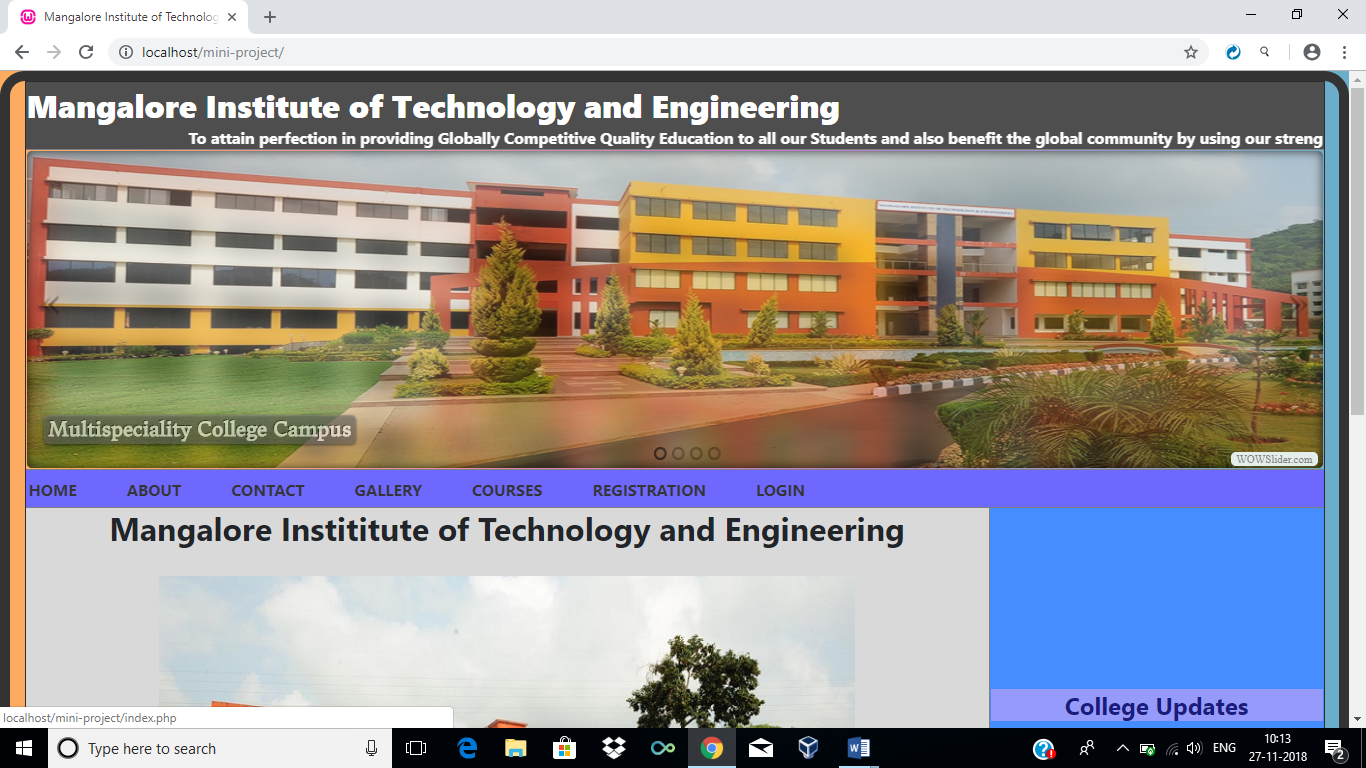 Mangalore Institute of Technolog
localhost/mini-project/
Mangalore Institute of Technology and Engineering
To attain perfection in providing Globally Competitive Quality Education to all our Students and also benefit the global community by using our streng
Multispeciality College Campus
WOWSlider.com
HOME ABOUT CONTACT GALLERY COURSES REGISTRATION LOGIN
Mangalore Instititute of Technology and Engineering
College Updates
localhost/mini-project/index.php
Type here to search
ENG
10:13
27-11-2018
2